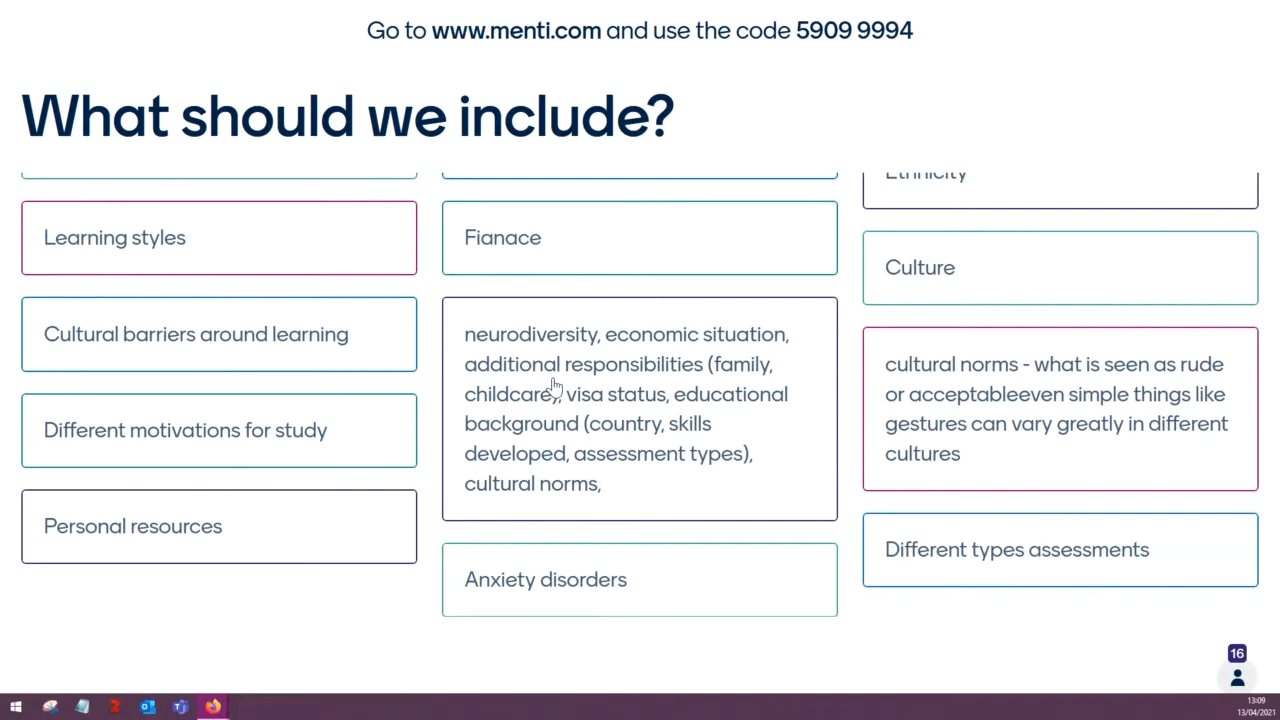 Go to www.menti.com and use the code 5909 9994
What should we include?
Learning styles
Cultural barriers around learning
Different motivations for study
Personal resources
Fianace
neurodiversity, economic situation,
additional responsibilities (family,
childcare), visa status, educational
background (country, skills
developed, assessment types),
cultural norms,
Anxiety disorders
Ethnicity
Culture
cultural norms - what is seen as rude
or acceptableeven simple things like
gestures can vary greatly in different
cultures
Different types assessments
16
13:09
13/04/2021